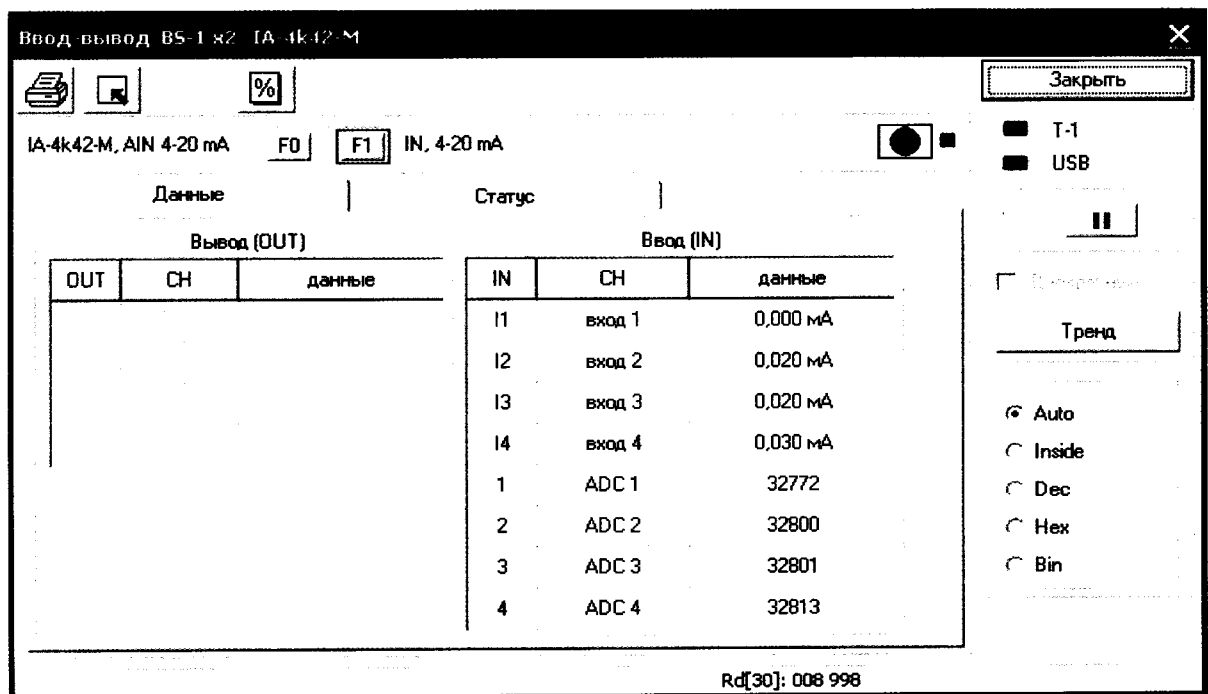 Ввод-вывод BS-1 x2 IA-4k42-M
Закрыть
IA-4k42-M, AIN 4-20 mA F0 F1 IN, 4-20 mA
T-1
USB
Данные Статус
Вывод (OUT) Ввод (IN)
OUT CH данные IN CH данные
I1 вход 1 0,000 мА
I2 вход 2 0,020 мА
I3 вход 3 0,020 мА
I4 вход 4 0,030 мА
1 ADC 1 32772
2 ADC 2 32800
3 ADC 3 32801
4 ADC 4 32813
Тренд
Auto
Inside
Dec
Hex
Bin
Rd[30]: 008 998